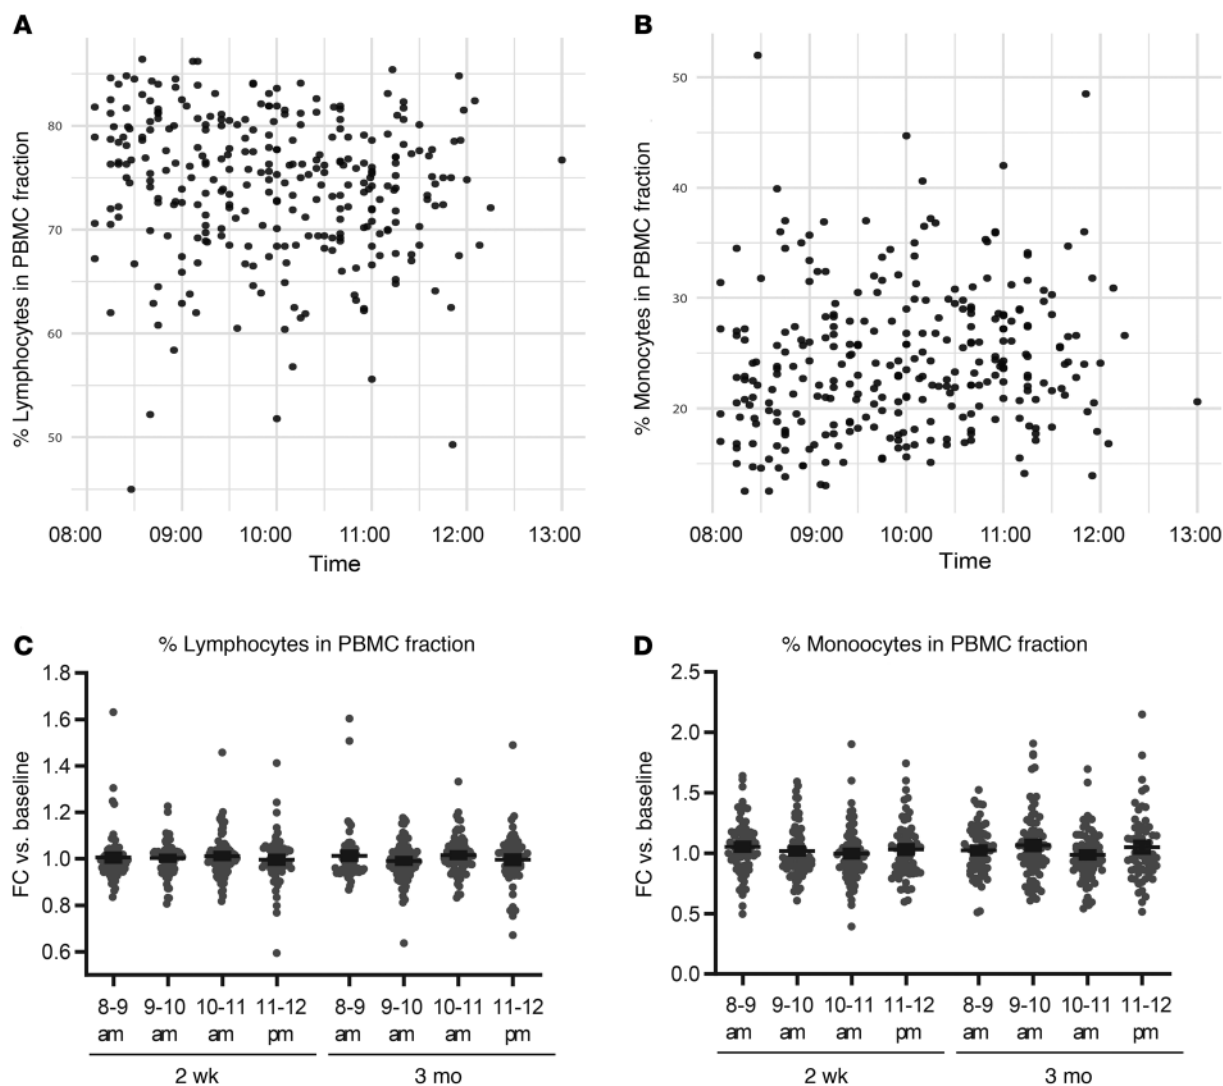 A
B
% Lymphocytes in PBMC fraction
80
70
60
50
08:00 09:00 10:00 11:00 12:00 13:00
Time
% Monocytes in PBMC fraction
50
40
30
20
08:00 09:00 10:00 11:00 12:00 13:00
Time
C
% Lymphocytes in PBMC fraction
FC vs. baseline
1.8
1.6
1.4
1.2
1.0
0.8
0.6
8-9 9-10 10-11 11-12 8-9 9-10 10-11 11-12
am am am pm am am am pm
2 wk 3 mo
D
% Monoocytes in PBMC fraction
FC vs. baseline
2.5
2.0
1.5
1.0
0.5
0.0
8-9 9-10 10-11 11-12 8-9 9-10 10-11 11-12
am am am pm am am am pm
2 wk 3 mo